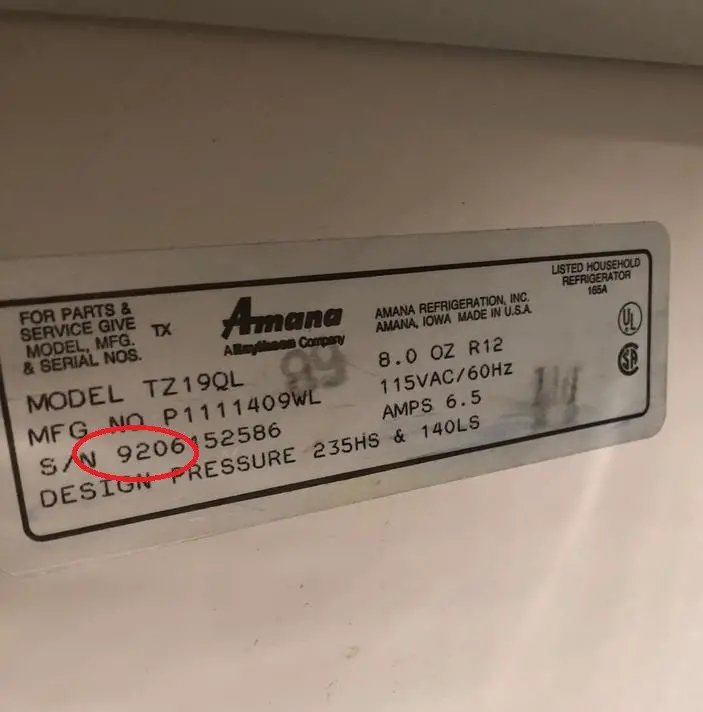 FOR PARTS &
SERVICE GIVE
MODEL, MFG.
& SERIAL NOS.
TX
Amana
A Raytheon Company
AMANA REFRIGERATION, INC.
AMANA, IOWA MADE IN U.S.A.
LISTED HOUSEHOLD
REFRIGERATOR
165A
UL
MODEL TZ19QL
8.0 OZ R12
MFG NO P1111409WL
115VAC/60HZ
S/N 9206152586
AMPS 6.5
DESIGN PRESSURE 235HS & 140LS